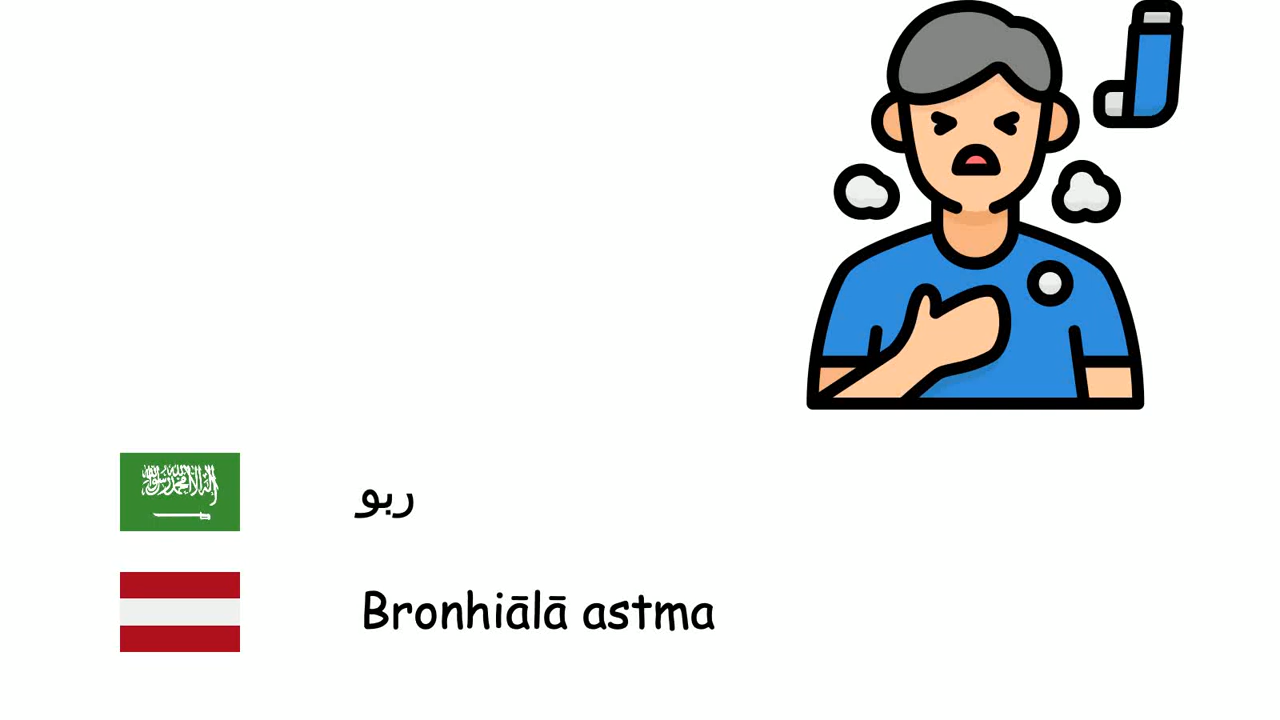 ربو
Bronhiālā astma